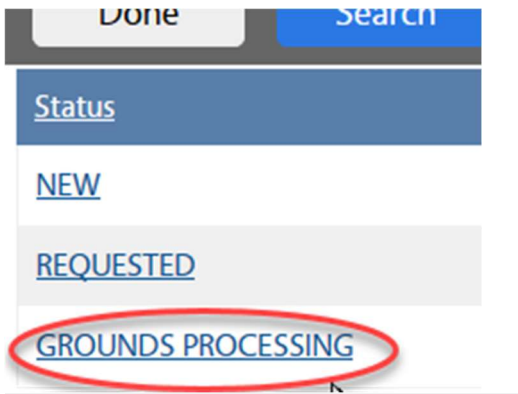 Done Search
Status
NEW
REQUESTED
GROUNDS PROCESSING